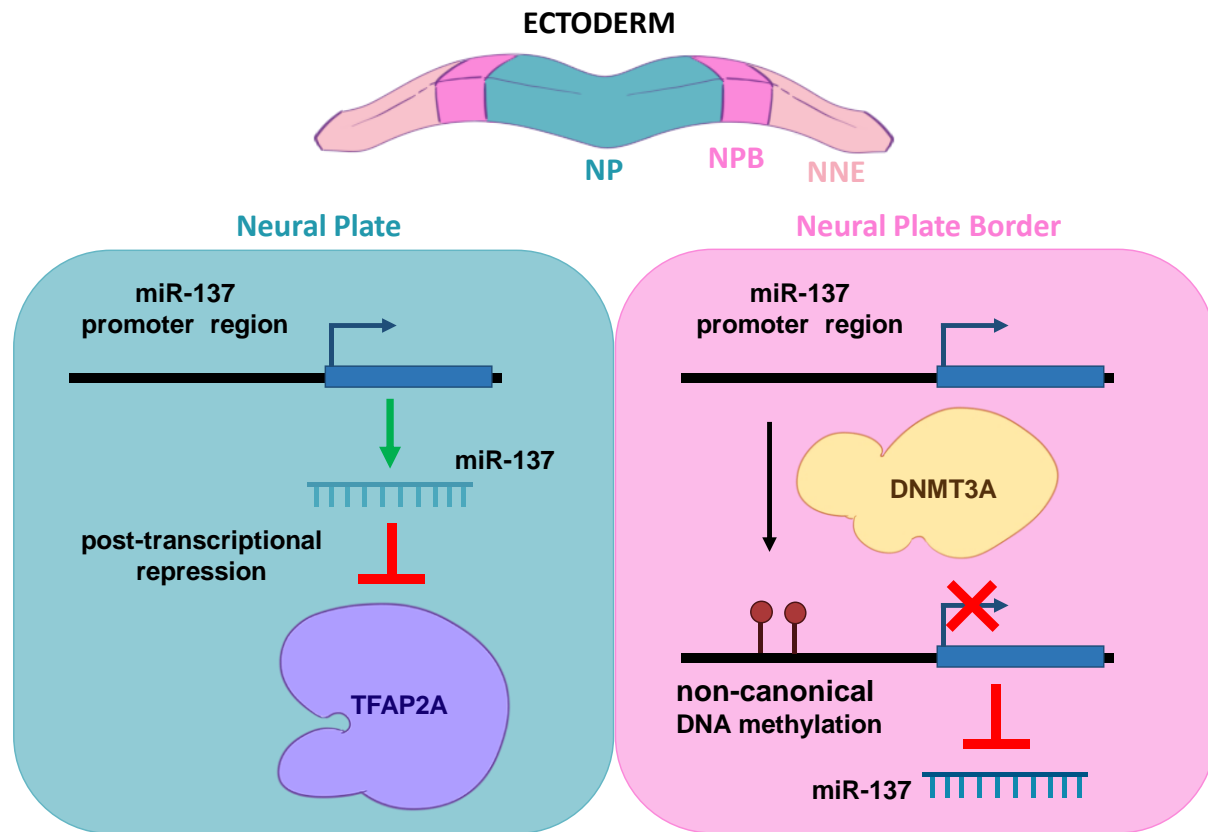 ECTODERM
NP
NPB
NNE
Neural Plate
miR-137
promoter region
miR-137
post-transcriptional
repression
TFAP2A
Neural Plate Border
miR-137
promoter region
DNMT3A
non-canonical
DNA methylation
miR-137